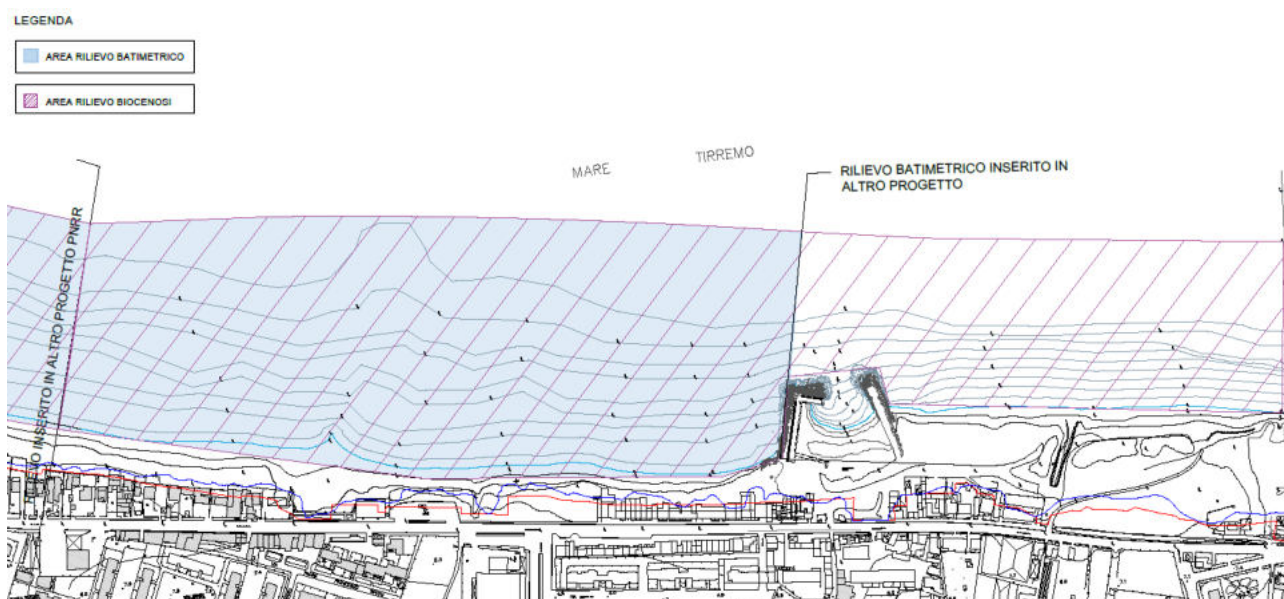 LEGENDA
AREA RILIEVO BATIMETRICO
AREA RILIEVO BIOCENOSI
MARE TIRREMO
RILIEVO BATIMETRICO INSERITO IN
ALTRO PROGETTO
INSERITO IN ALTRO PROGETTO PNRR